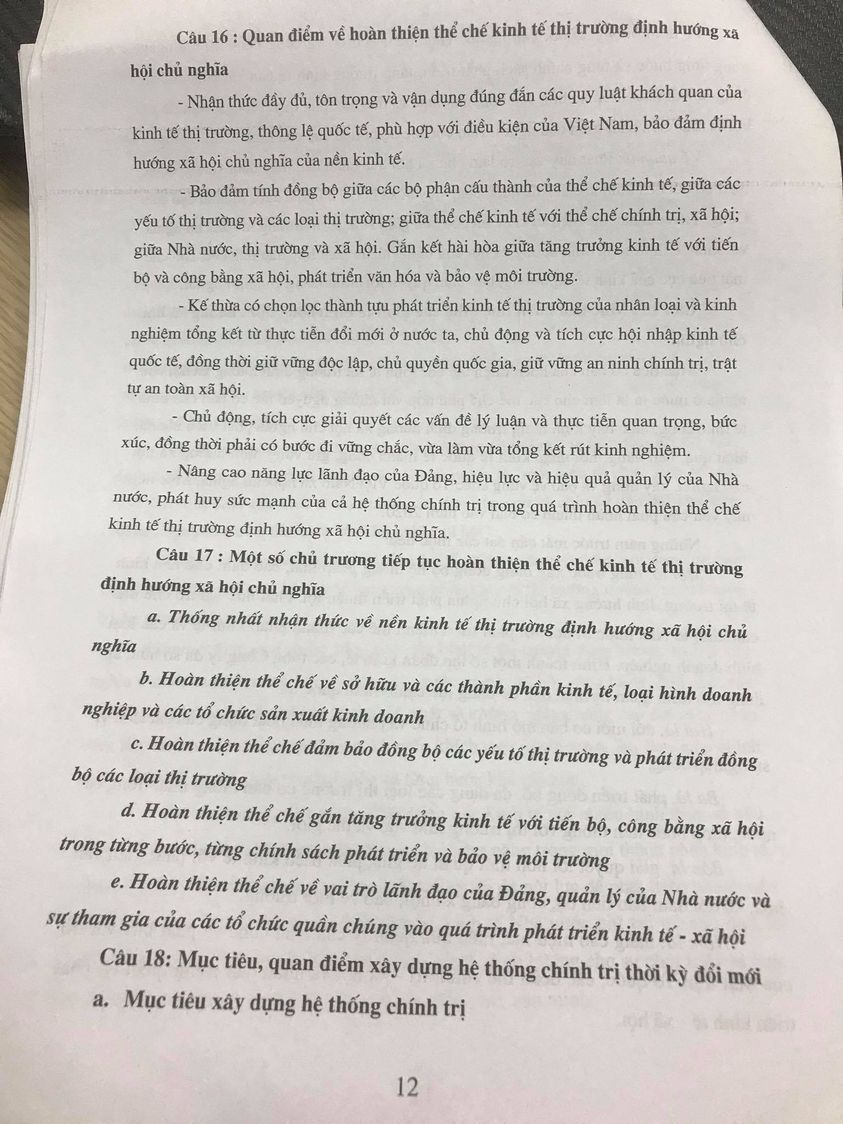 Câu 16 : Quan điểm về hoàn thiện thể chế kinh tế thị trường định hướng xã
hội chủ nghĩa
- Nhận thức đầy đủ, tôn trọng và vận dụng đúng đắn các quy luật khách quan của
kinh tế thị trường, thông lệ quốc tế, phù hợp với điều kiện của Việt Nam, bảo đảm định
hướng xã hội chủ nghĩa của nền kinh tế.
- Bảo đảm tính đồng bộ giữa các bộ phận cấu thành của thể chế kinh tế, giữa các
yếu tố thị trường và các loại thị trường; giữa thể chế kinh tế với thể chế chính trị, xã hội;
giữa Nhà nước, thị trường và xã hội. Gắn kết hài hòa giữa tăng trưởng kinh tế với tiến
bộ và công bằng xã hội, phát triển văn hóa và bảo vệ môi trường.
- Kế thừa có chọn lọc thành tựu phát triển kinh tế thị trường của nhân loại và kinh
nghiệm tổng kết từ thực tiễn đổi mới ở nước ta, chủ động và tích cực hội nhập kinh tế
quốc tế, đồng thời giữ vững độc lập, chủ quyền quốc gia, giữ vững an ninh chính trị, trật
tự an toàn xã hội.
- Chủ động, tích cực giải quyết các vấn đề lý luận và thực tiễn quan trọng, bức
xúc, đồng thời phải có bước đi vững chắc, vừa làm vừa tổng kết rút kinh nghiệm.
- Nâng cao năng lực lãnh đạo của Đảng, hiệu lực và hiệu quả quản lý của Nhà
nước, phát huy sức mạnh của cả hệ thống chính trị trong quá trình hoàn thiện thể chế
kinh tế thị trường định hướng xã hội chủ nghĩa.
Câu 17 : Một số chủ trương tiếp tục hoàn thiện thể chế kinh tế thị trường
định hướng xã hội chủ nghĩa
a. Thống nhất nhận thức về nền kinh tế thị trường định hướng xã hội chủ
nghĩa
b. Hoàn thiện thể chế về sở hữu và các thành phần kinh tế, loại hình doanh
nghiệp và các tổ chức sản xuất kinh doanh
c. Hoàn thiện thể chế đảm bảo đồng bộ các yếu tố thị trường và phát triển đồng
bộ các loại thị trường
d. Hoàn thiện thể chế gắn tăng trưởng kinh tế với tiến bộ, công bằng xã hội
trong từng bước, từng chính sách phát triển và bảo vệ môi trường
e. Hoàn thiện thể chế về vai trò lãnh đạo của Đảng, quản lý của Nhà nước và
sự tham gia của các tổ chức quần chúng vào quá trình phát triển kinh tế - xã hội
Câu 18: Mục tiêu, quan điểm xây dựng hệ thống chính trị thời kỳ đổi mới
a. Mục tiêu xây dựng hệ thống chính trị
12